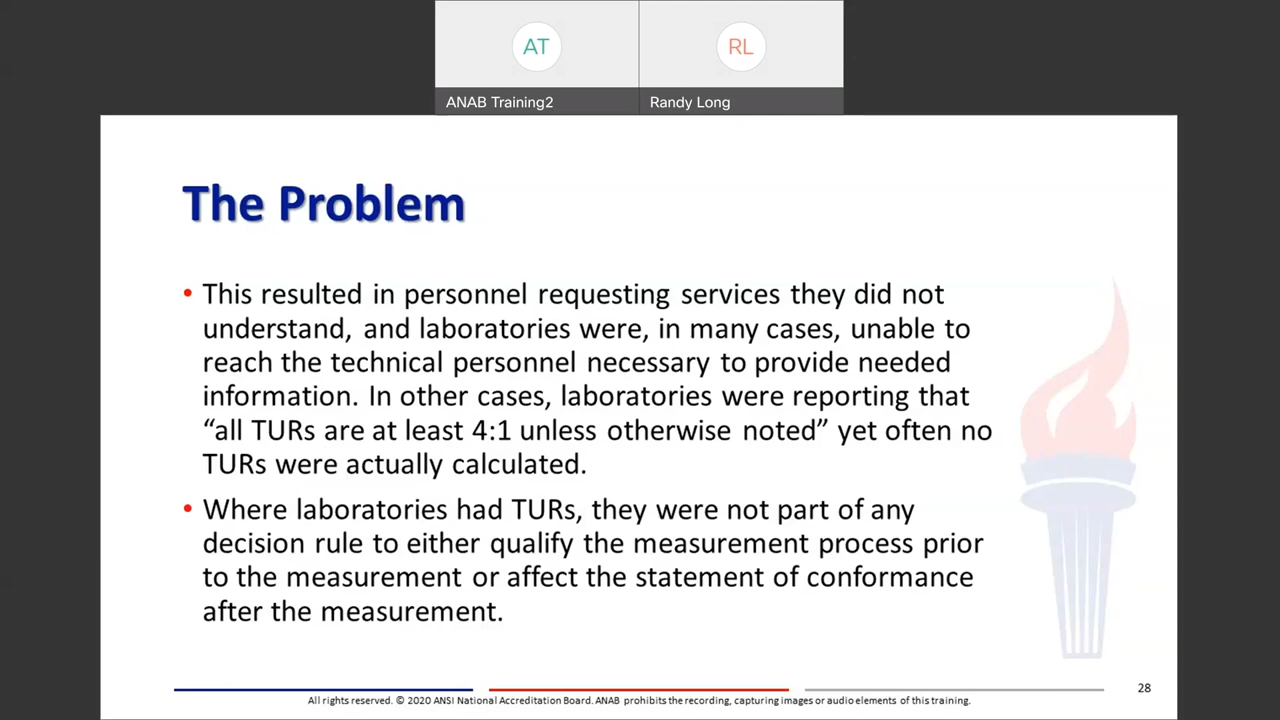 AT
RL
ANAB Training2
Randy Long
The Problem
• This resulted in personnel requesting services they did not
understand, and laboratories were, in many cases, unable to
reach the technical personnel necessary to provide needed
information. In other cases, laboratories were reporting that
“all TURs are at least 4:1 unless otherwise noted” yet often no
TURs were actually calculated.
• Where laboratories had TURs, they were not part of any
decision rule to either qualify the measurement process prior
to the measurement or affect the statement of conformance
after the measurement.
28
All rights reserved. © 2020 ANSI National Accreditation Board. ANAB prohibits the recording, capturing images or audio elements of this training.